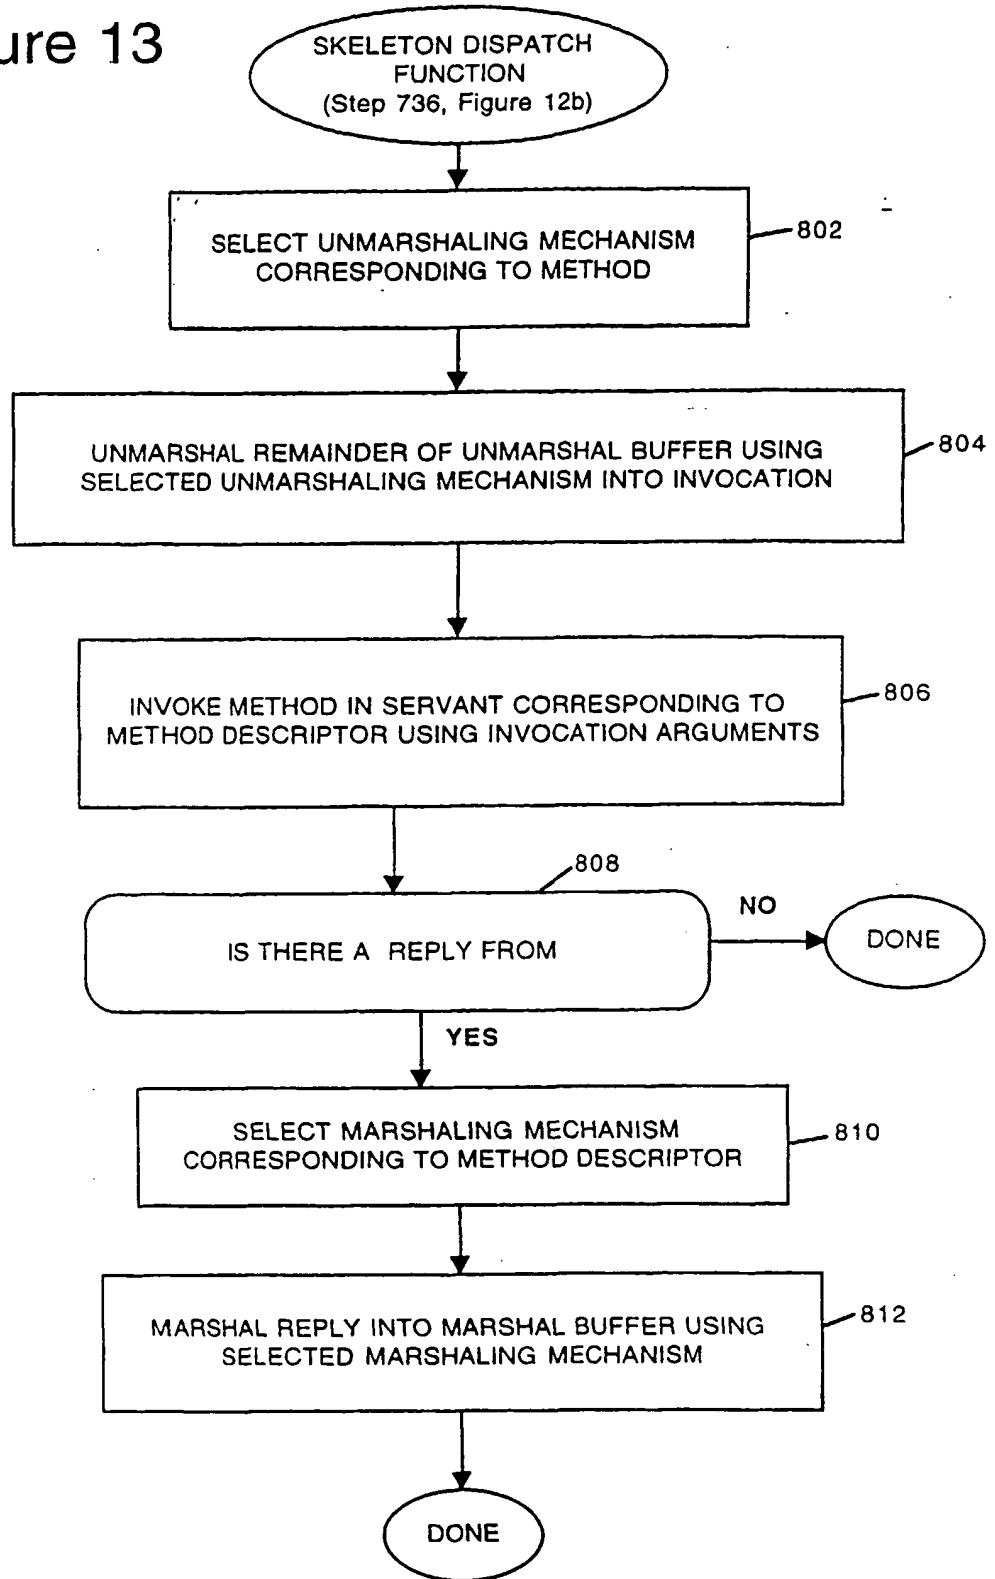 ure 13
SKELETON DISPATCH
FUNCTION
(Step 736, Figure 12b)
SELECT UNMARSHALING MECHANISM
CORRESPONDING TO METHOD
802
UNMARSHAL REMAINDER OF UNMARSHAL BUFFER USING
SELECTED UNMARSHALING MECHANISM INTO INVOCATION
804
INVOKE METHOD IN SERVANT CORRESPONDING TO
METHOD DESCRIPTOR USING INVOCATION ARGUMENTS
806
808
IS THERE A REPLY FROM
NO
DONE
YES
SELECT MARSHALING MECHANISM
CORRESPONDING TO METHOD DESCRIPTOR
810
MARSHAL REPLY INTO MARSHAL BUFFER USING
SELECTED MARSHALING MECHANISM
812
DONE